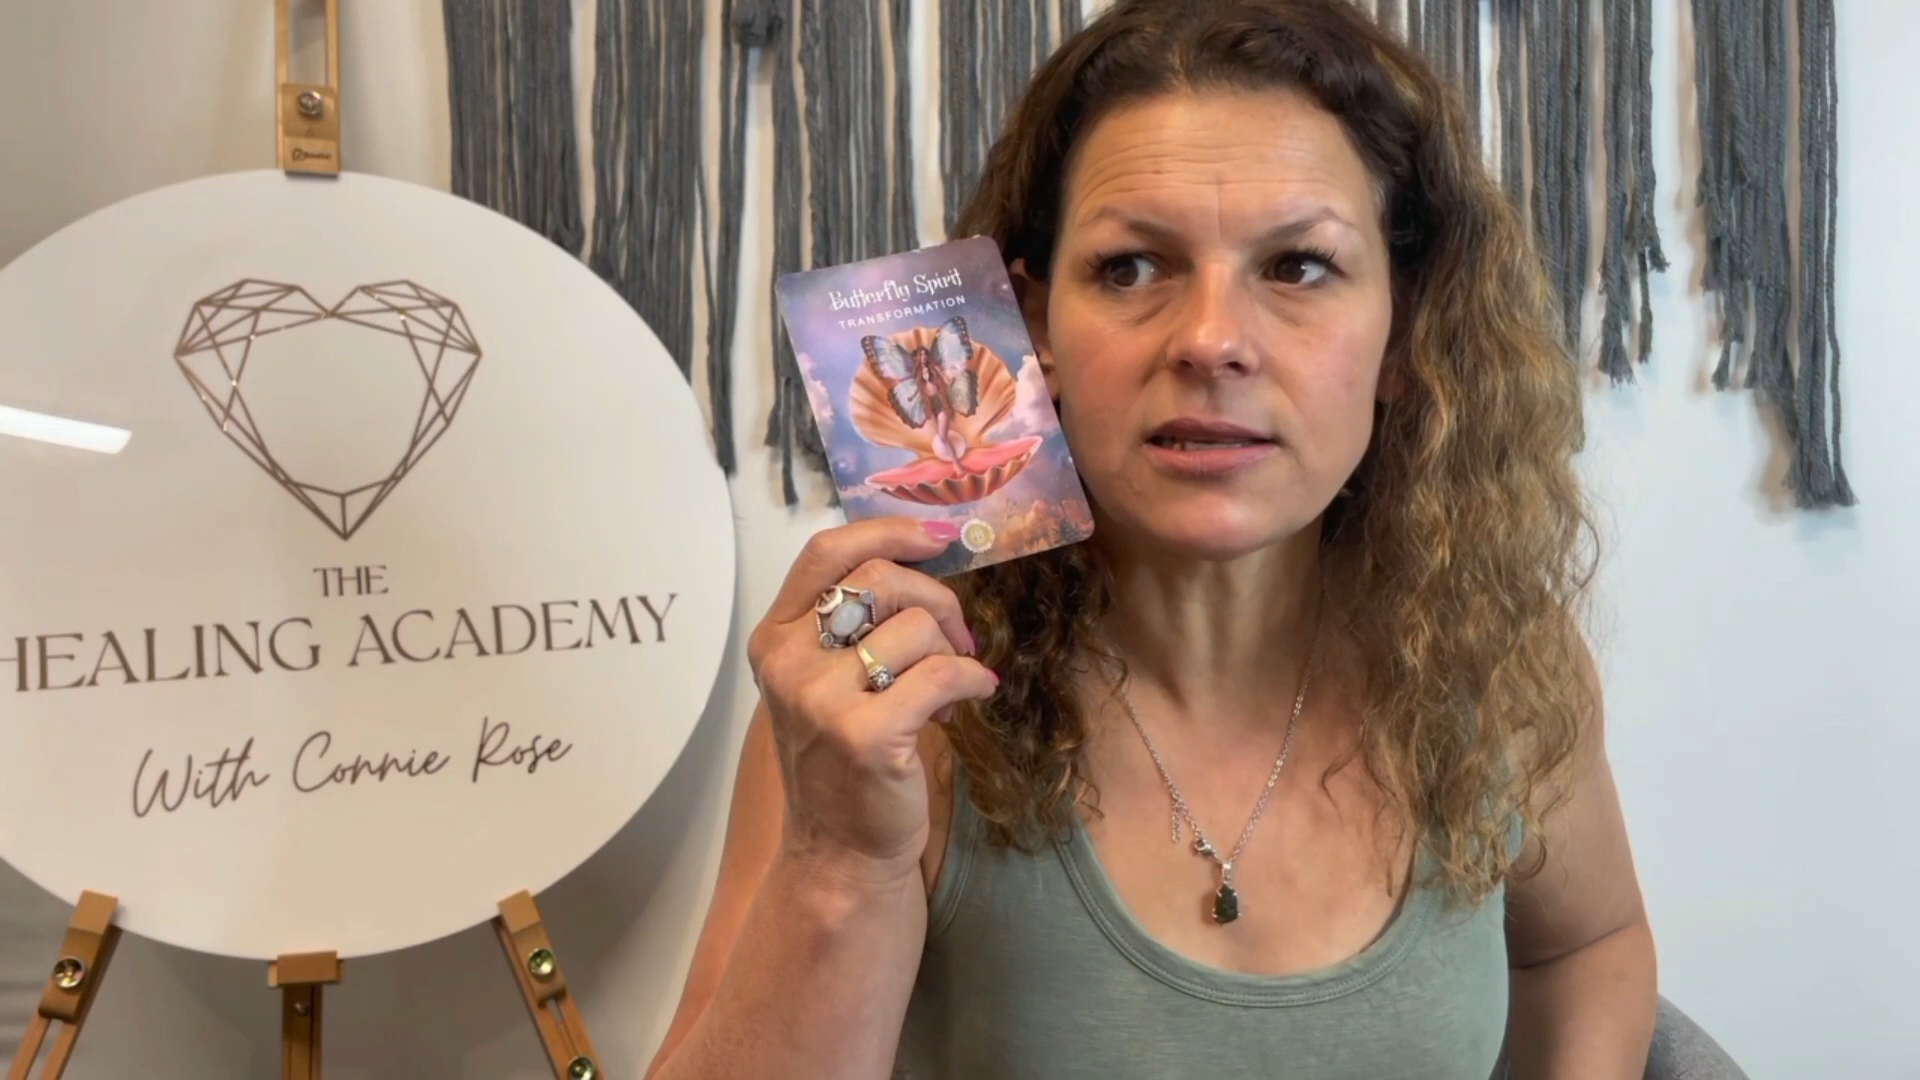 THE
HEALING ACADEMY
With Connie Rose
Butterfly Spirit
TRANSFORMATION